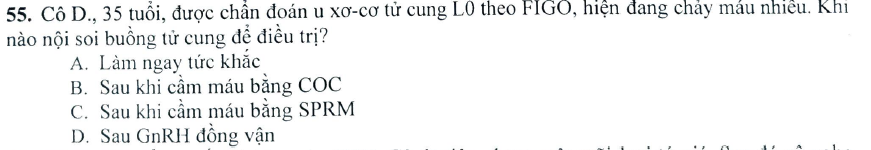 55. Cô D., 35 tuổi, được chẩn đoán u xơ-cơ tử cung L0 theo FIGO, hiện đang chảy máu nhiều. Khi
nào nội soi buồng tử cung để điều trị?
A. Làm ngay tức khắc
B. Sau khi cầm máu bằng COC
C. Sau khi cầm máu bằng SPRM
D. Sau GnRH đồng vận